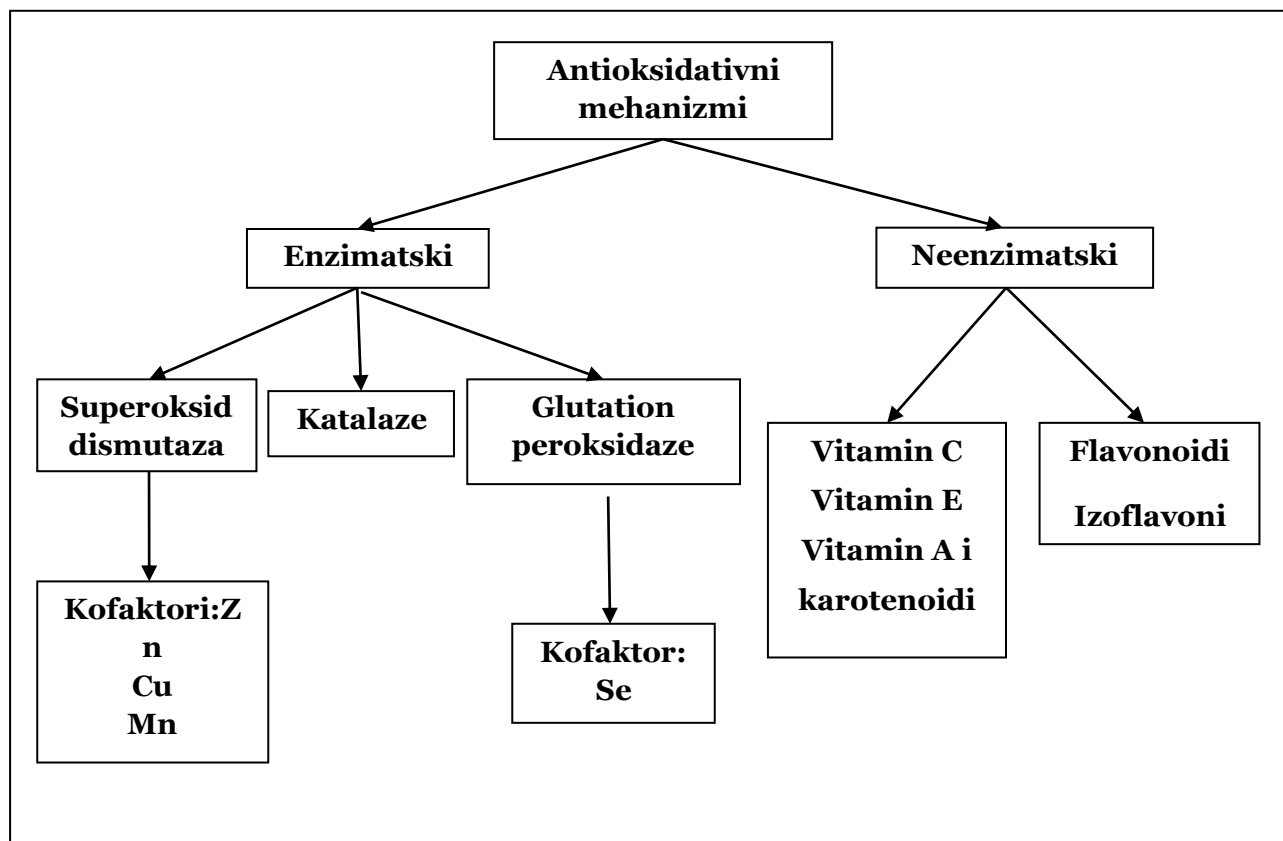 Antioksidativni
mehanizmi
Enzimatski
Neenzimatski
Superoksid
dismutaza
Katalaze
Glutation
peroksidaze
Vitamin C
Vitamin E
Vitamin A i
karotenoidi
Flavonoidi
Izoflavoni
Kofaktori:Z
n
Cu
Mn
Kofaktor:
Se